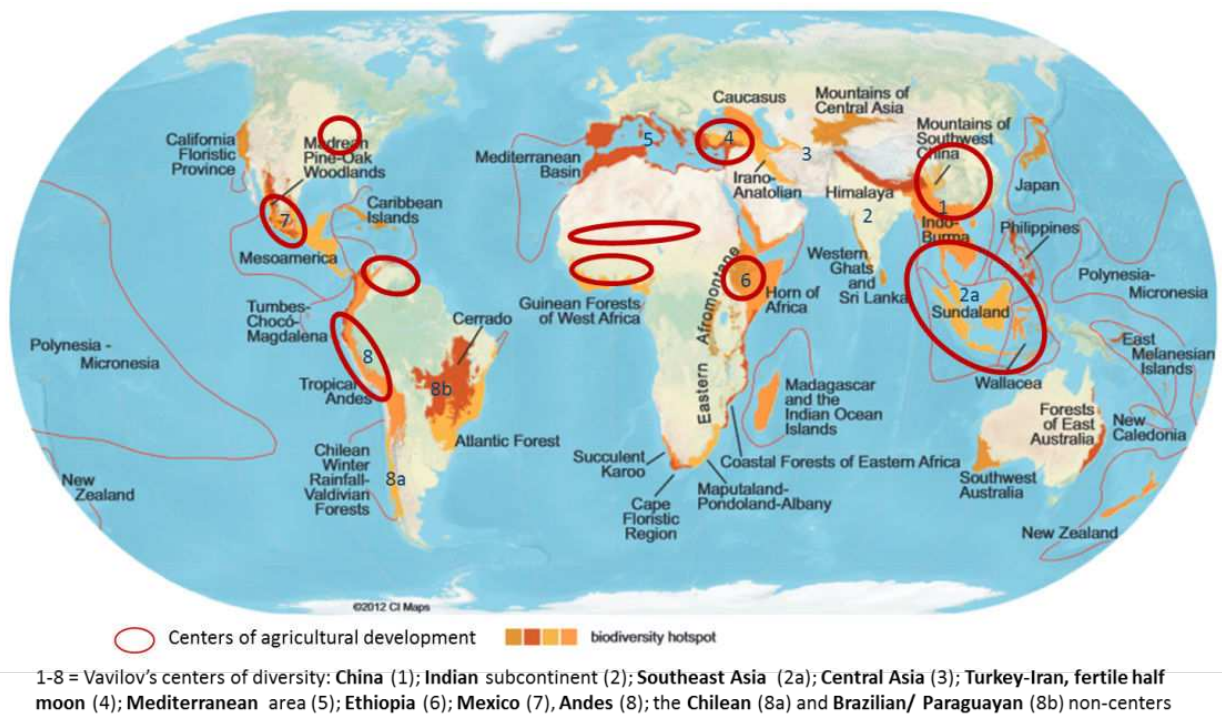 Caucasus
Mountains of
Central Asia
Mountains of
Southwest
China
California
Floristic
Province
Madrean
Pine-Oak
Woodlands
Mediterranean
Basin
5
4
3
Irano-
Anatolian
Himalaya
Japan
Caribbean
Islands
7
2
1
Indo-
Burma
Philippines
Mesoamerica
Western
Ghats
and
Sri Lanka
Polynesia-
Micronesia
6
Horn of
Africa
2a
Sundaland
Tumbes-
Chocó-
Magdalena
Cerrado
Guinean Forests
of West Africa
Eastern Afromontane
Polynesia -
Micronesia
8
8b
Tropical
Andes
East
Melanesian
Islands
Wallacea
Madagascar
and the
Indian Ocean
Islands
Forests
of East
Australia
New
Caledonia
Atlantic Forest
Chilean
Winter
Rainfall-
Valdivian
Forests
8a
Succulent
Karoo
Coastal Forests of Eastern Africa
Maputaland-
Pondoland-Albany
Cape
Floristic
Region
Southwest
Australia
New
Zealand
New Zealand
©2012 CI Maps
Centers of agricultural development
biodiversity hotspot
1-8 = Vavilov’s centers of diversity: China (1); Indian subcontinent (2); Southeast Asia (2a); Central Asia (3); Turkey-Iran, fertile half
moon (4); Mediterranean area (5); Ethiopia (6); Mexico (7), Andes (8); the Chilean (8a) and Brazilian/ Paraguayan (8b) non-centers